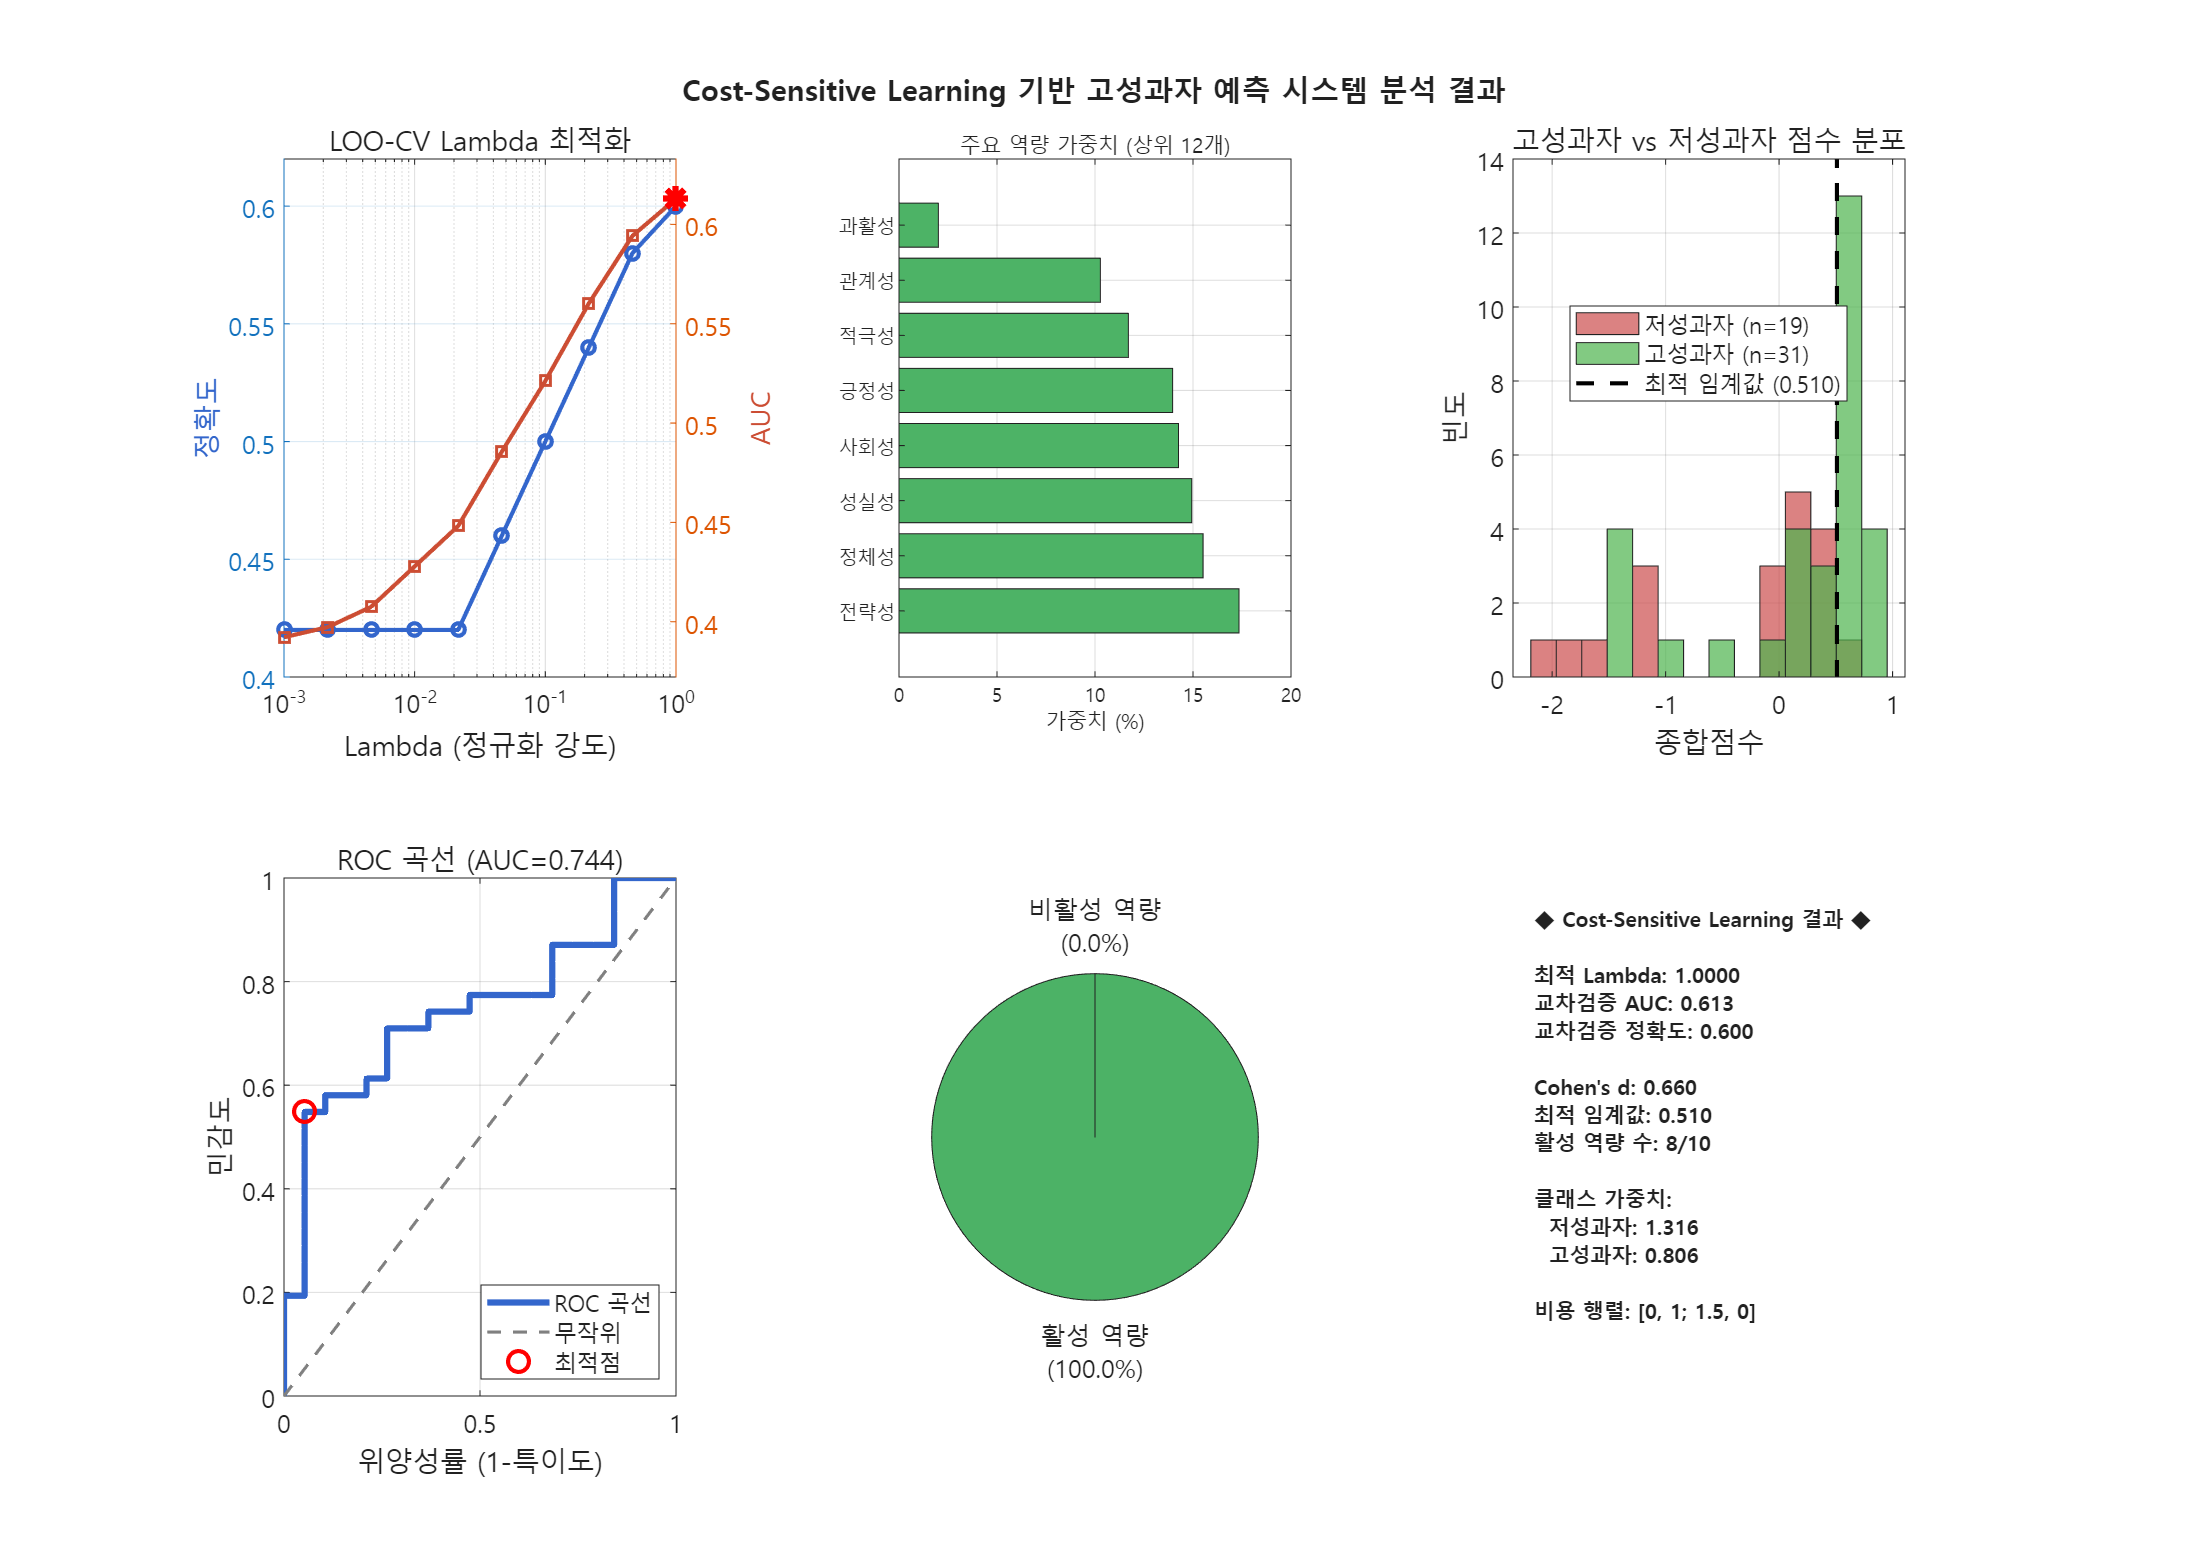 Cost-Sensitive Learning 기반 고성과자 예측 시스템 분석 결과
LOO-CV Lambda 최적화
정확도
0.6
0.55
0.5
0.45
0.4
AUC
0.6
0.55
0.5
0.45
0.4
10-3
10-2
10-1
100
Lambda (정규화 강도)
주요 역량 가중치 (상위 12개)
과활성
관계성
적극성
긍정성
사회성
성실성
정체성
전략성
0
5
10
15
20
가중치 (%)
고성과자 vs 저성과자 점수 분포
빈도
14
12
10
8
6
4
2
0
저성과자 (n=19)
고성과자 (n=31)
최적 임계값 (0.510)
-2
-1
0
1
종합점수
ROC 곡선 (AUC=0.744)
민감도
1
0.8
0.6
0.4
0.2
0
ROC 곡선
무작위
최적점
0
0.5
1
위양성률 (1-특이도)
비활성 역량
(0.0%)
활성 역량
(100.0%)
◆ Cost-Sensitive Learning 결과 ◆
최적 Lambda: 1.0000
교차검증 AUC: 0.613
교차검증 정확도: 0.600
Cohen's d: 0.660
최적 임계값: 0.510
활성 역량 수: 8/10
클래스 가중치:
저성과자: 1.316
고성과자: 0.806
비용 행렬: [0, 1; 1.5, 0]